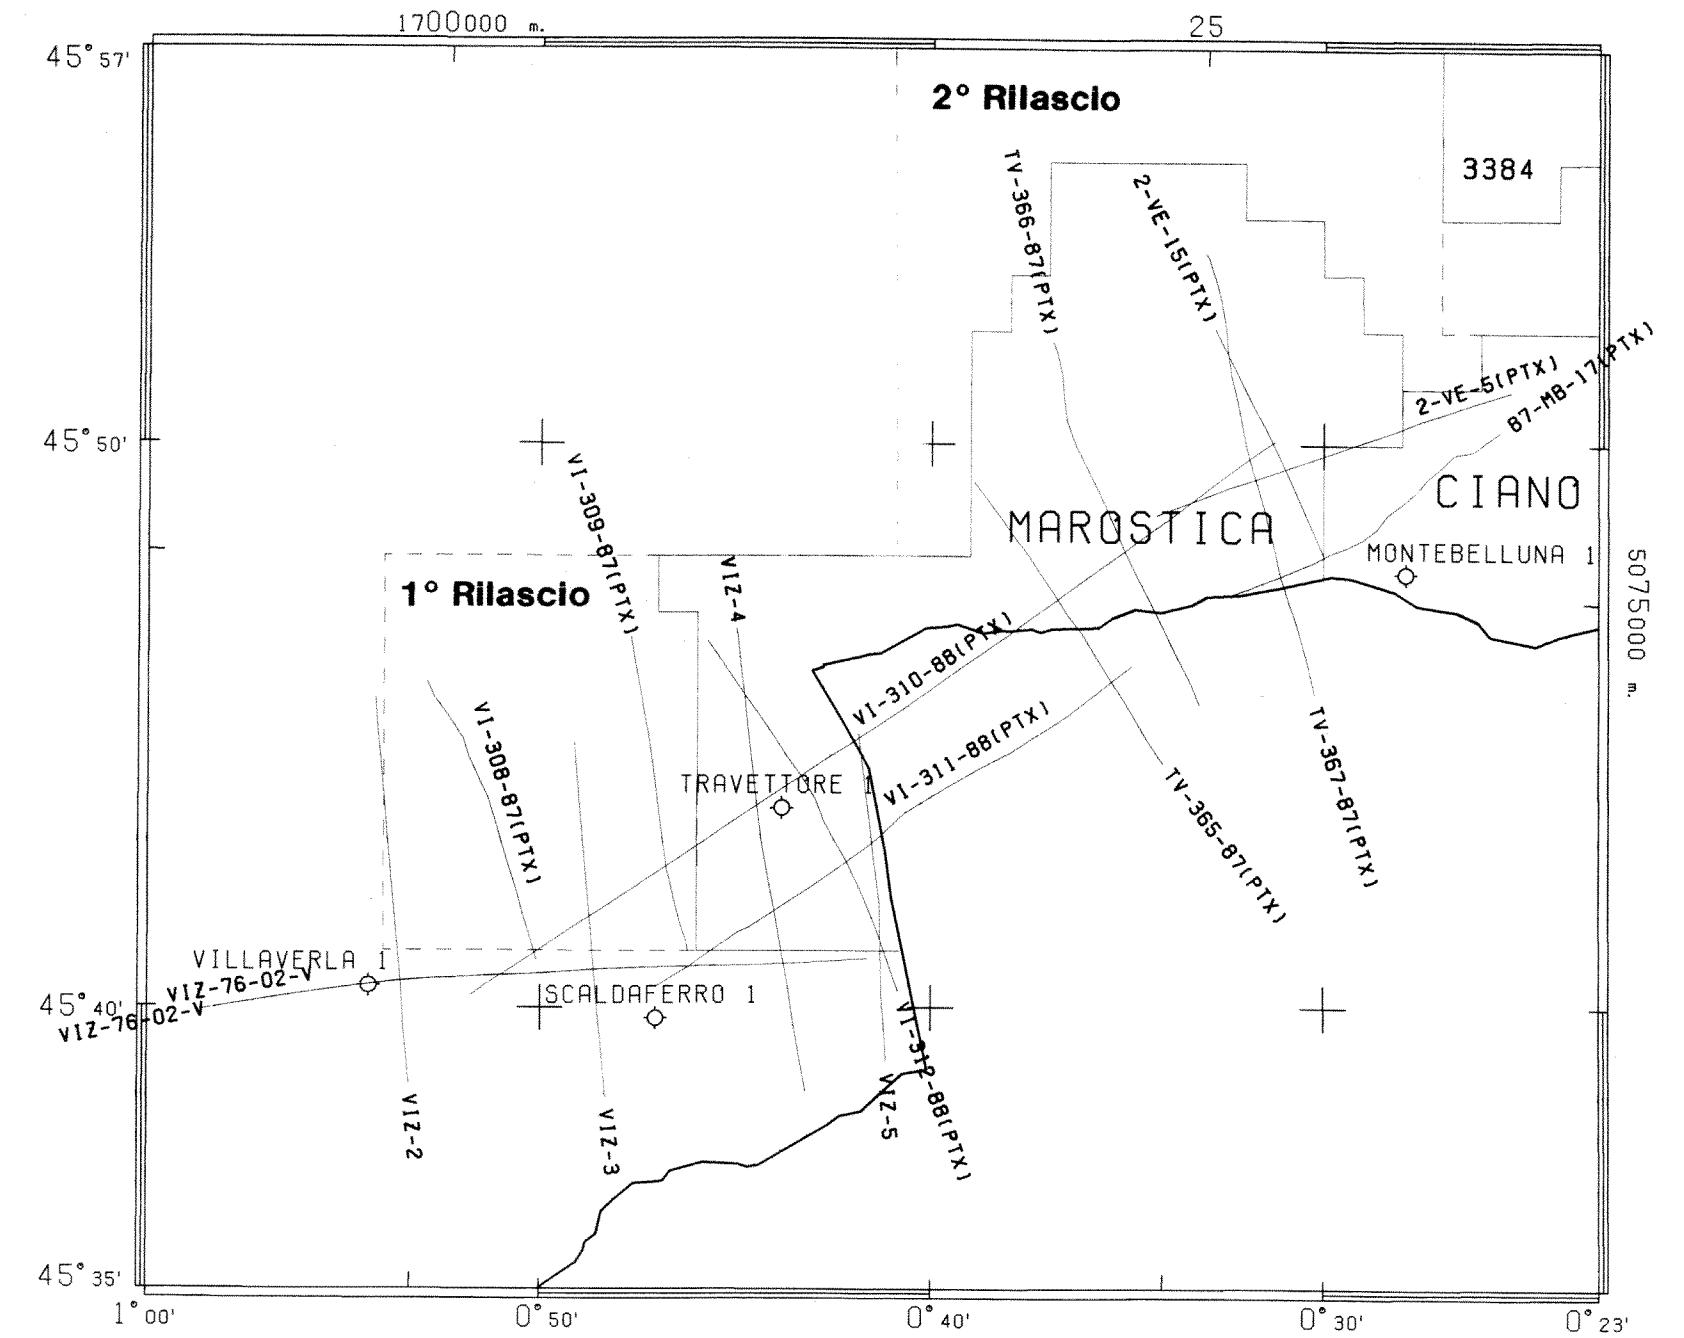 1700000 m.
25
45° 57'
2° Rilascio
3384
TV-366-87(PTX)
2-VE-15(PTX)
2-VE-5(PTX)
87-MB-17(PTX)
45° 50'
VI-309-87(PTX)
CIANO
MAROSTICA
MONTEBELLUNA 1
5075000 m.
1° Rilascio
VIZ-4
VI-310-88(PTX)
VI-308-87(PTX)
VI-311-88(PTX)
TV-367-87(PTX)
TRAVETTORE 1
TV-365-87(PTX)
VILLAVERLA 1
VIZ-76-02-V
SCALDAFERRO 1
45° 40'
VIZ-76-02-V
VI-312-88(PTX)
VIZ-5
VIZ-2
VIZ-3
45° 35'
1° 00'
0° 50'
0° 40'
0° 30'
0° 23'